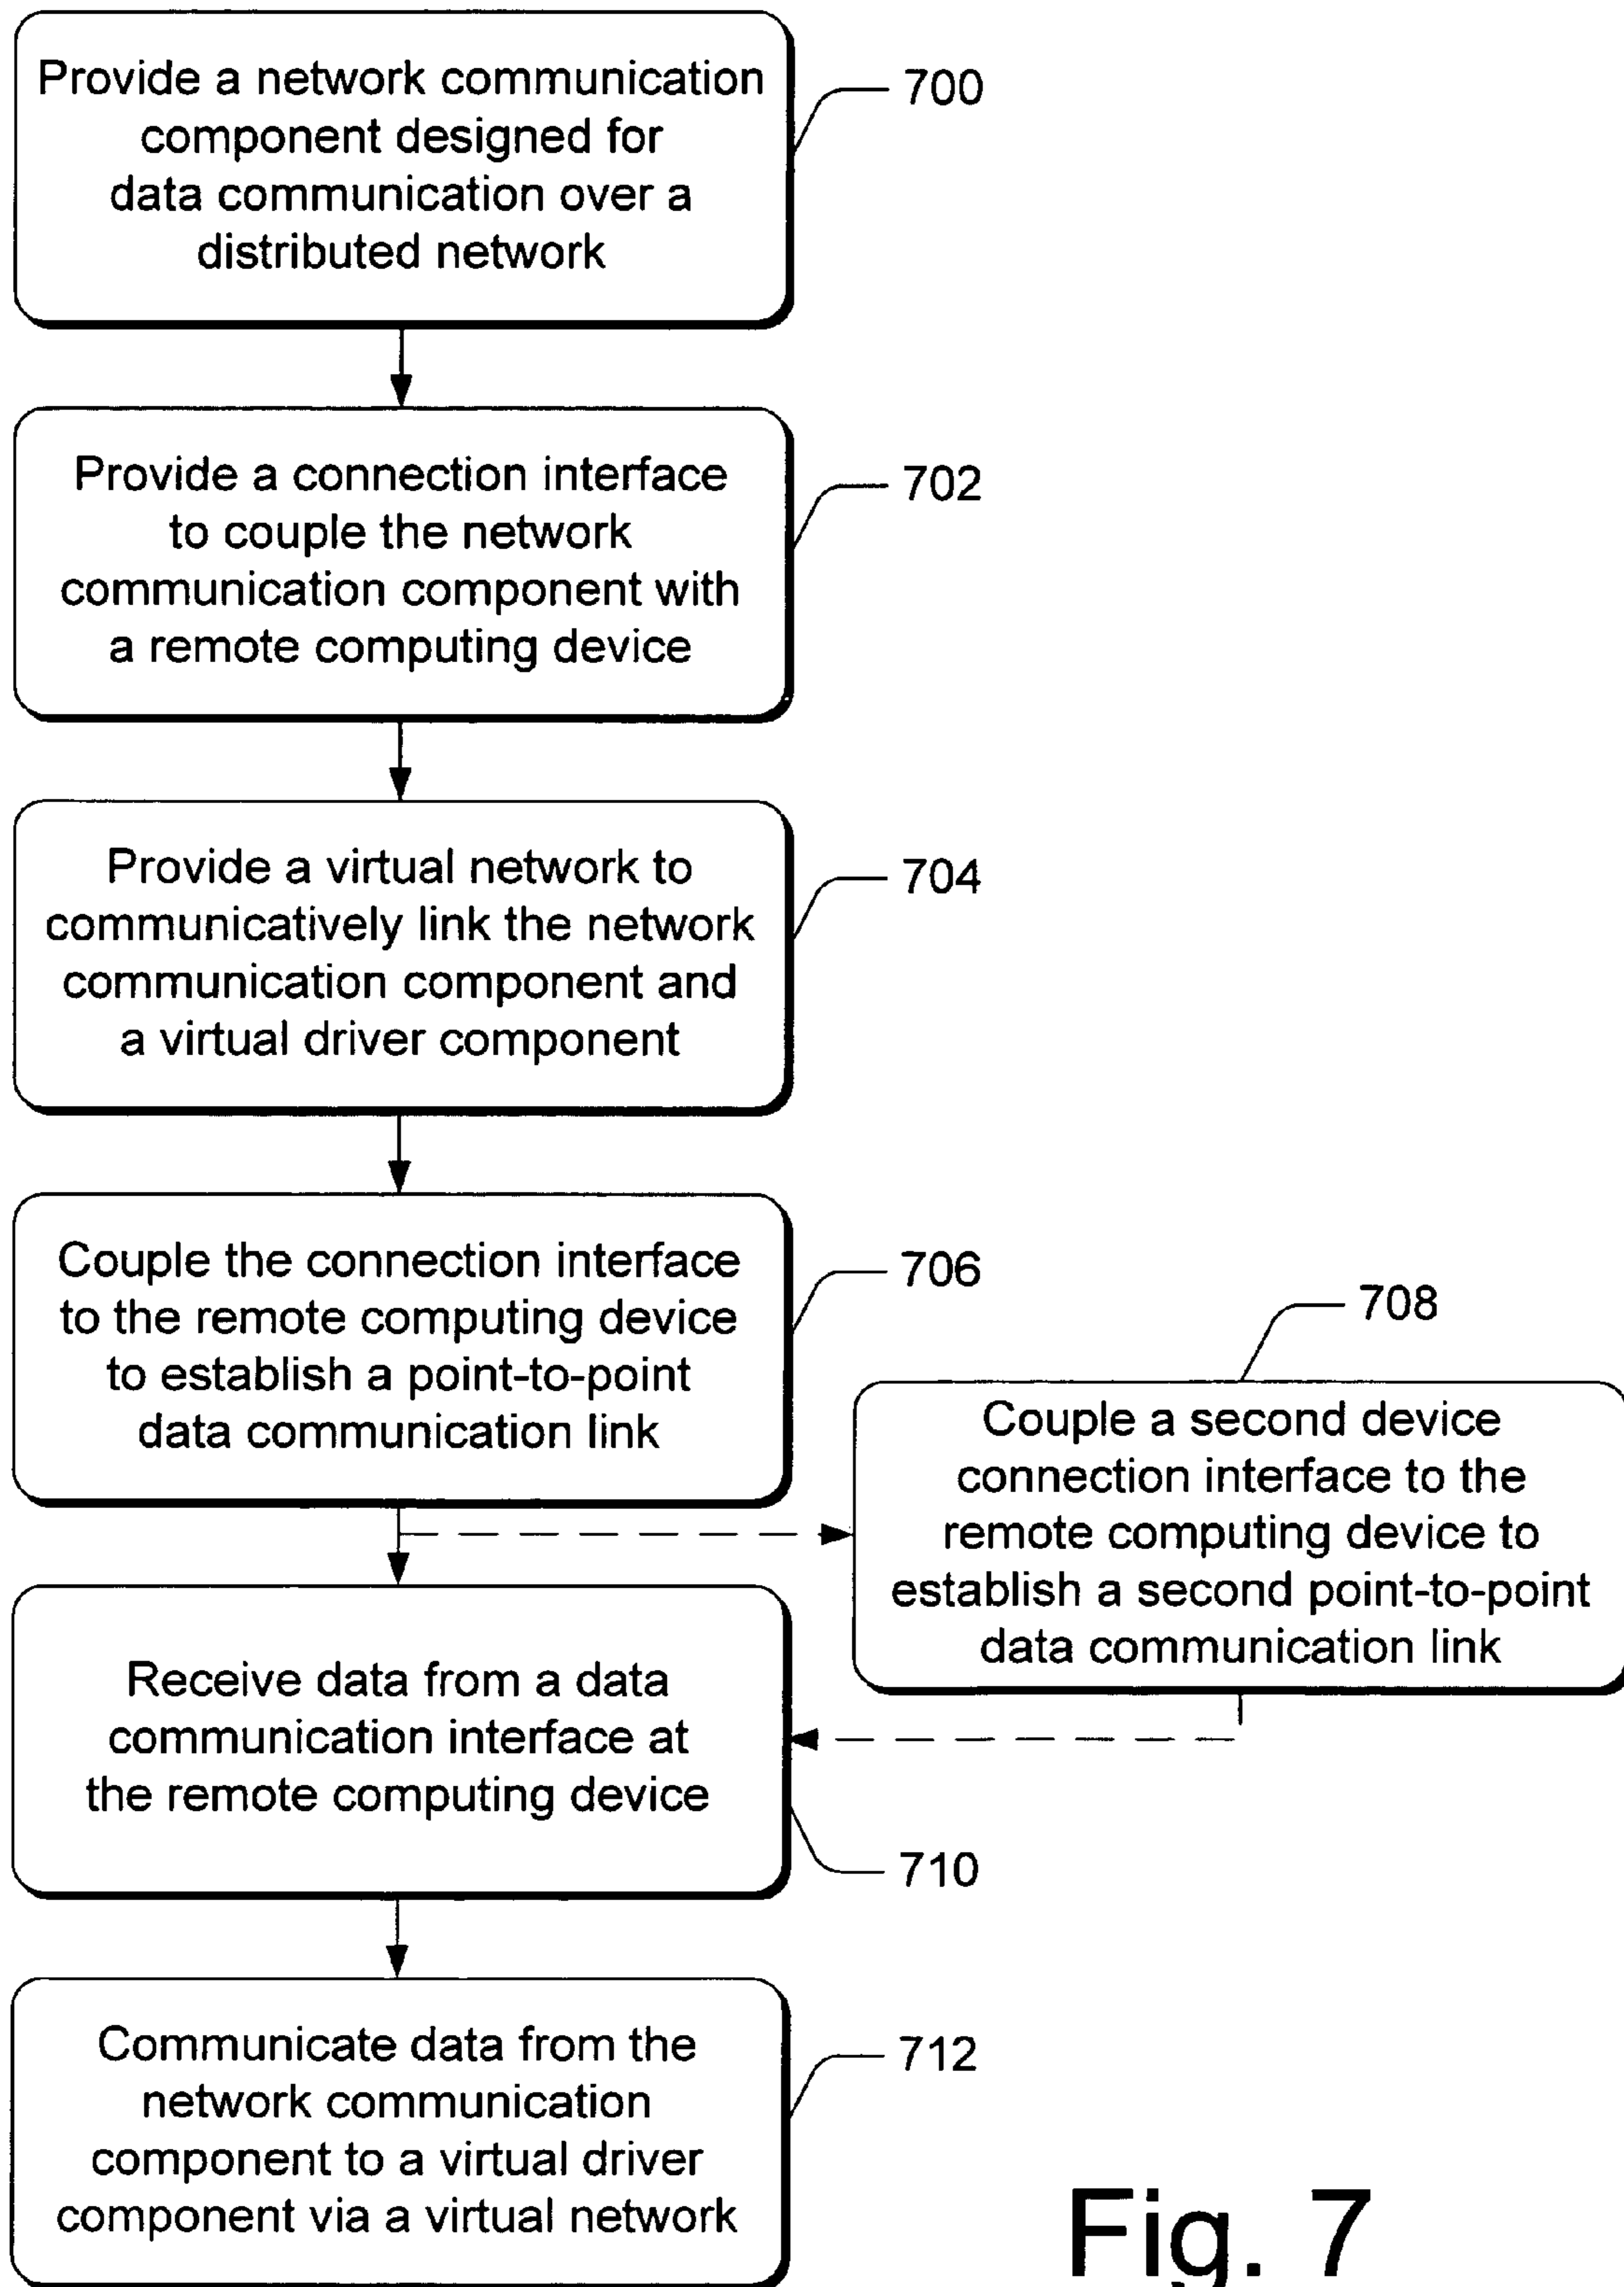 Provide a network communication
component designed for
data communication over a
distributed network
700
Provide a connection interface
to couple the network
communication component with
a remote computing device
702
Provide a virtual network to
communicatively link the network
communication component and
a virtual driver component
704
Couple the connection interface
to the remote computing device
to establish a point-to-point
data communication link
706
708
Couple a second device
connection interface to the
remote computing device to
establish a second point-to-point
data communication link
Receive data from a data
communication interface at
the remote computing device
710
Communicate data from the
network communication
component to a virtual driver
component via a virtual network
712
Fig. 7